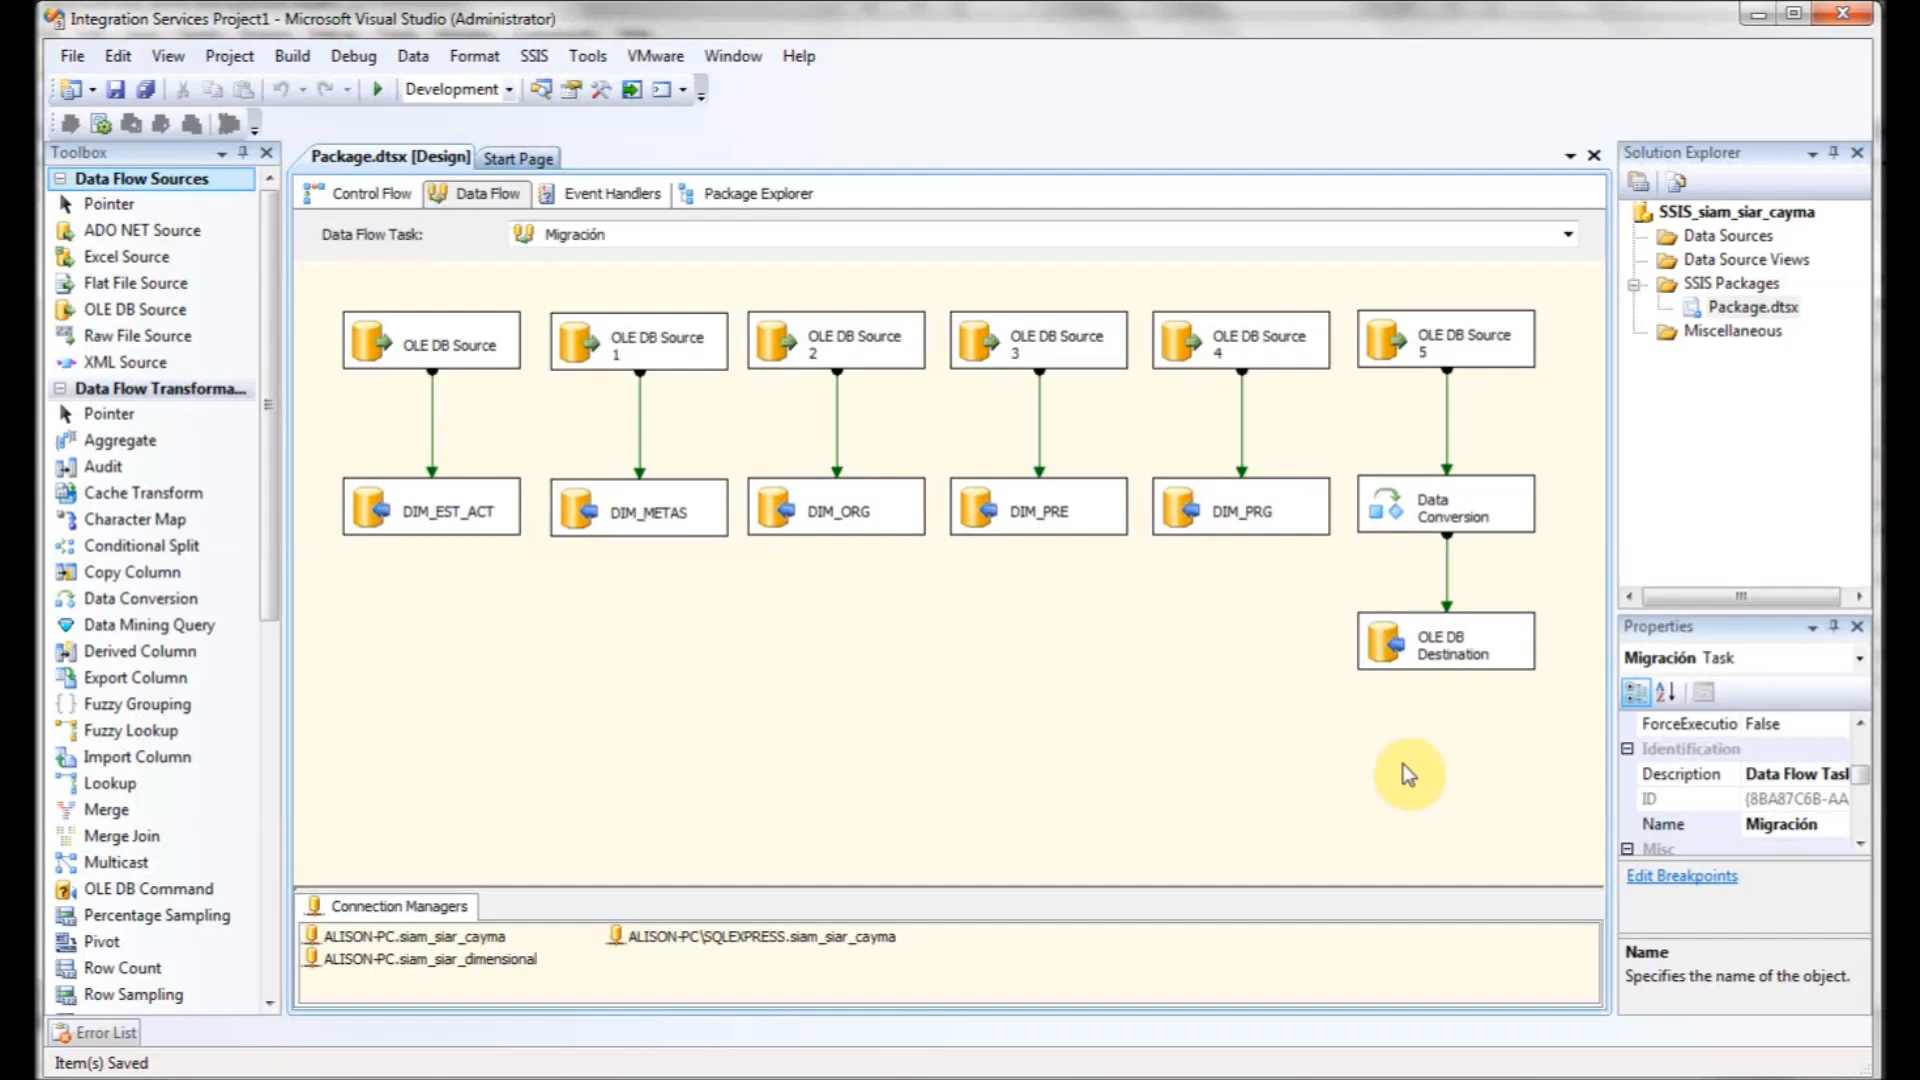 Integration Services Project1 - Microsoft Visual Studio (Administrator)
File Edit View Project Build Debug Data Format SSIS Tools VMware Window Help
Development
Toolbox
Data Flow Sources
Pointer
ADO NET Source
Excel Source
Flat File Source
OLE DB Source
Raw File Source
XML Source
Data Flow Transforma...
Pointer
Aggregate
Audit
Cache Transform
Character Map
Conditional Split
Copy Column
Data Conversion
Data Mining Query
Derived Column
Export Column
Fuzzy Grouping
Fuzzy Lookup
Import Column
Lookup
Merge
Merge Join
Multicast
OLE DB Command
Percentage Sampling
Pivot
Row Count
Row Sampling
Package.dtsx [Design] Start Page
Control Flow Data Flow Event Handlers Package Explorer
Data Flow Task: Migración
OLE DB Source
OLE DB Source
1
OLE DB Source
2
OLE DB Source
3
OLE DB Source
4
OLE DB Source
5
DIM_EST_ACT
DIM_METAS
DIM_ORG
DIM_PRE
DIM_PRG
Data
Conversion
OLE DB
Destination
Connection Managers
ALISON-PC.siam_siar_cayma ALISON-PC\SQLEXPRESS.siam_siar_cayma
ALISON-PC.siam_siar_dimensional
Solution Explorer
SSIS_siam_siar_cayma
Data Sources
Data Source Views
SSIS Packages
Package.dtsx
Miscellaneous
Properties
Migración Task
ForceExecutio False
Identification
Description Data Flow Tasl
ID {8BA87C6B-AA
Name Migración
Misc
Edit Breakpoints
Name
Specifies the name of the object.
Error List
Item(s) Saved